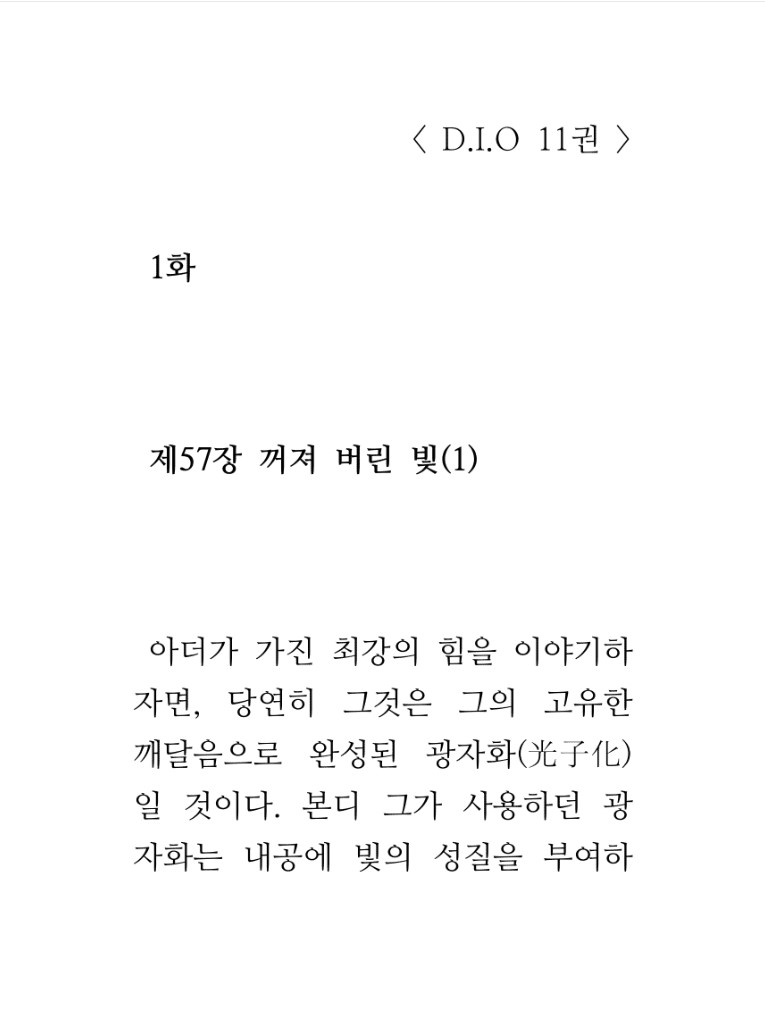 〈 D.I.O 11권 〉
1화
제57장 꺼져 버린 빛(1)
아더가 가진 최강의 힘을 이야기하
자면, 당연히 그것은 그의 고유한
깨달음으로 완성된 광자화(光子化)
일 것이다. 본디 그가 사용하던 광
자화는 내공에 빛의 성질을 부여하